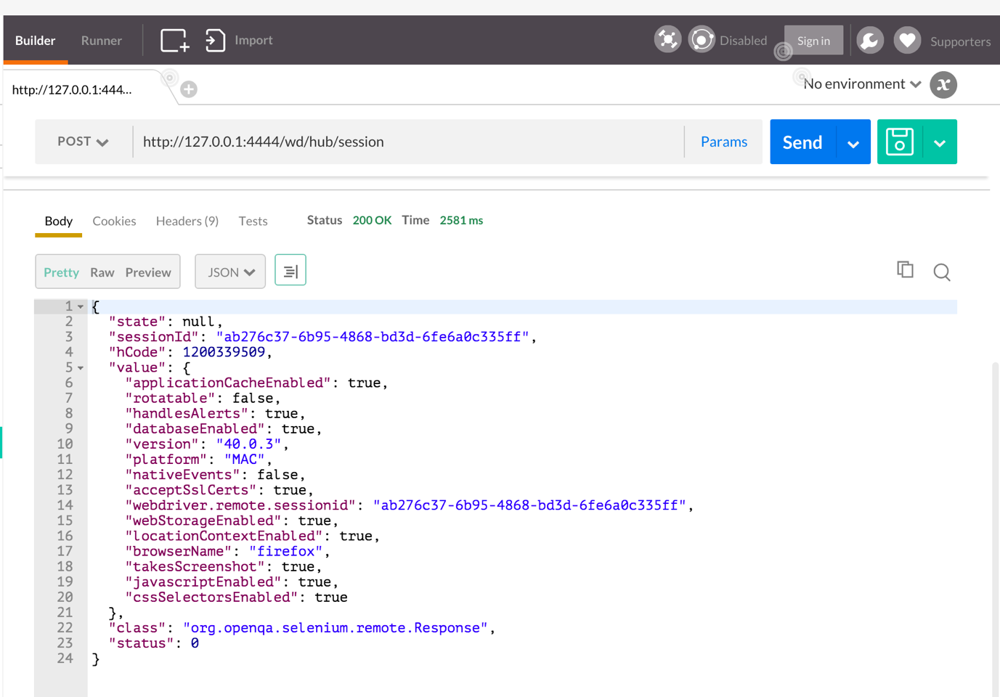 Builder Runner Import Disabled Sign in Supporters
http://127.0.0.1:444... No environment
POST http://127.0.0.1:4444/wd/hub/session Params Send
Body Cookies Headers (9) Tests Status 200 OK Time 2581 ms
Pretty Raw Preview JSON
1 {
2 "state": null,
3 "sessionId": "ab276c37-6b95-4868-bd3d-6fe6a0c335ff",
4 "hCode": 1200339509,
5 "value": {
6 "applicationCacheEnabled": true,
7 "rotatable": false,
8 "handlesAlerts": true,
9 "databaseEnabled": true,
10 "version": "40.0.3",
11 "platform": "MAC",
12 "nativeEvents": false,
13 "acceptSslCerts": true,
14 "webdriver.remote.sessionid": "ab276c37-6b95-4868-bd3d-6fe6a0c335ff",
15 "webStorageEnabled": true,
16 "locationContextEnabled": true,
17 "browserName": "firefox",
18 "takesScreenshot": true,
19 "javascriptEnabled": true,
20 "cssSelectorsEnabled": true
21 },
22 "class": "org.openqa.selenium.remote.Response",
23 "status": 0
24 }